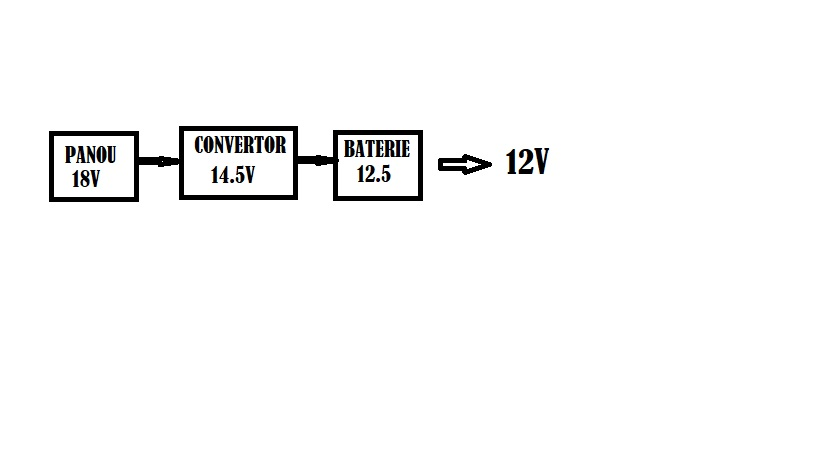 PANOU
18V
CONVERTOR
14.5V
BATERIE
12.5
12V